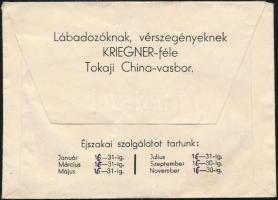 Lábadozóknak, vérszegényeknek
KRIEGNER-féle
Tokaji China-vasbor.
Éjszakai szolgálatot tartunk:
Január 16—31-ig.
Március 16—31-ig.
Május 16—31-ig.
Julius 16—31-ig.
Szeptember 16—30-ig.
November 16—30-ig.